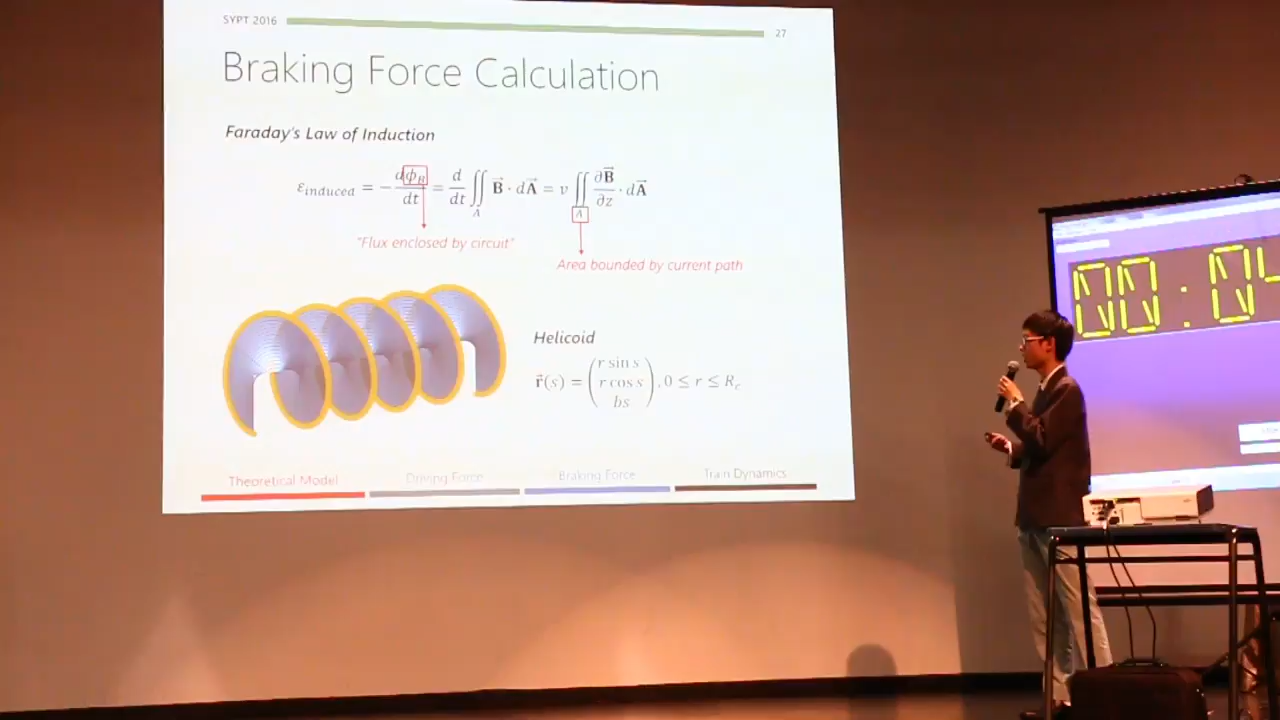 SYPT 2016
27
Braking Force Calculation
Faraday's Law of Induction
ε_induced = − dϕ_B/dt = d/dt ∬_A B⃗ · dA⃗ = v ∬_A ∂B⃗/∂z · dA⃗
"Flux enclosed by circuit"
Area bounded by current path
Helicoid
r⃗(s) = (r sin s
r cos s
bs), 0 ≤ r ≤ R_c
Theoretical Model
Driving Force
Braking Force
Train Dynamics
00:04